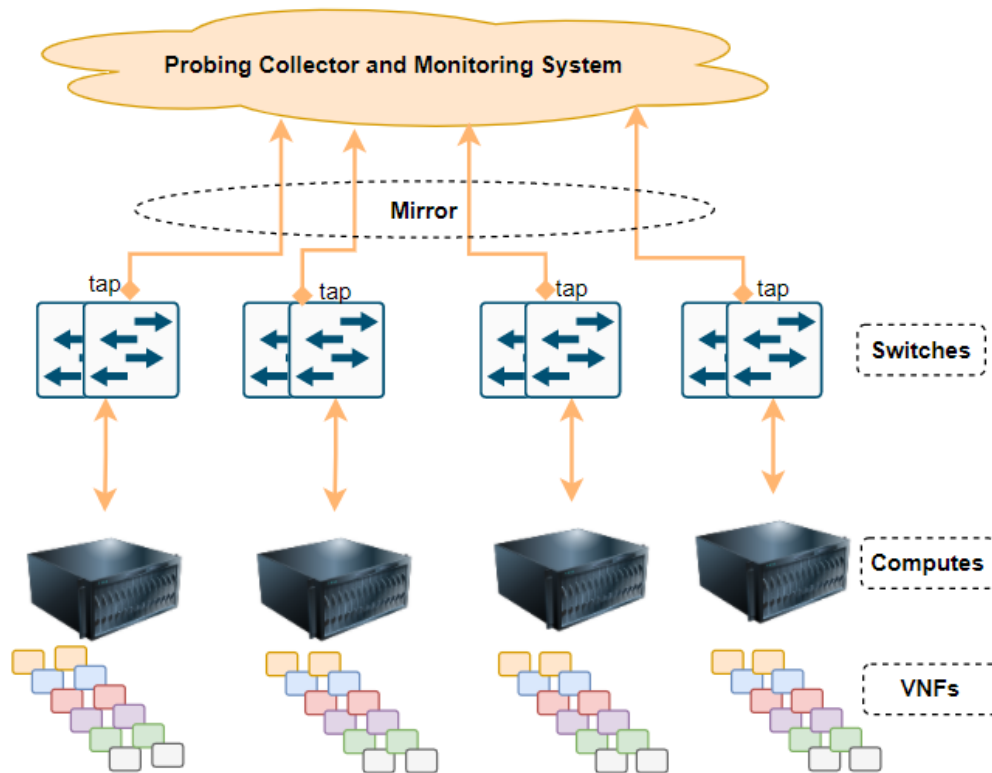 Probing Collector and Monitoring System
Mirror
tap
tap
tap
tap
Switches
Computes
VNFs